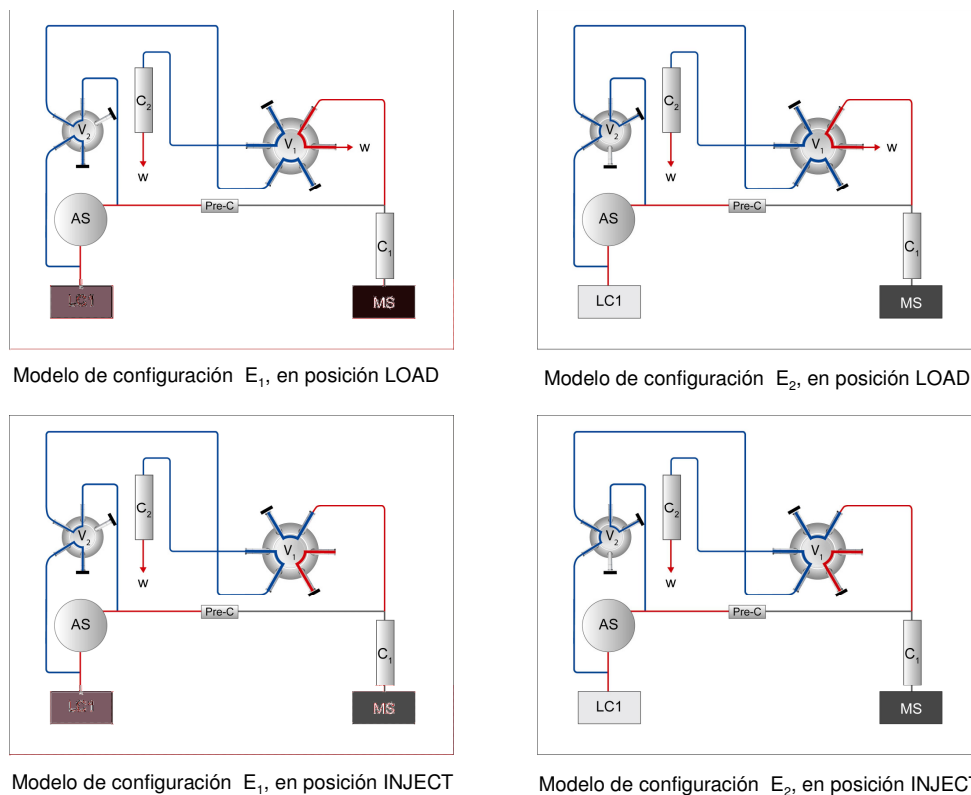 C2
V2
V1
W
W
AS
Pre-C
C1
LC1
MS
Modelo de configuración E1, en posición LOAD
C2
V2
V1
W
W
AS
Pre-C
C1
LC1
MS
Modelo de configuración E2, en posición LOAD
C2
V2
V1
W
AS
Pre-C
C1
LC1
MS
Modelo de configuración E1, en posición INJECT
C2
V2
V1
W
AS
Pre-C
C1
LC1
MS
Modelo de configuración E2, en posición INJECT